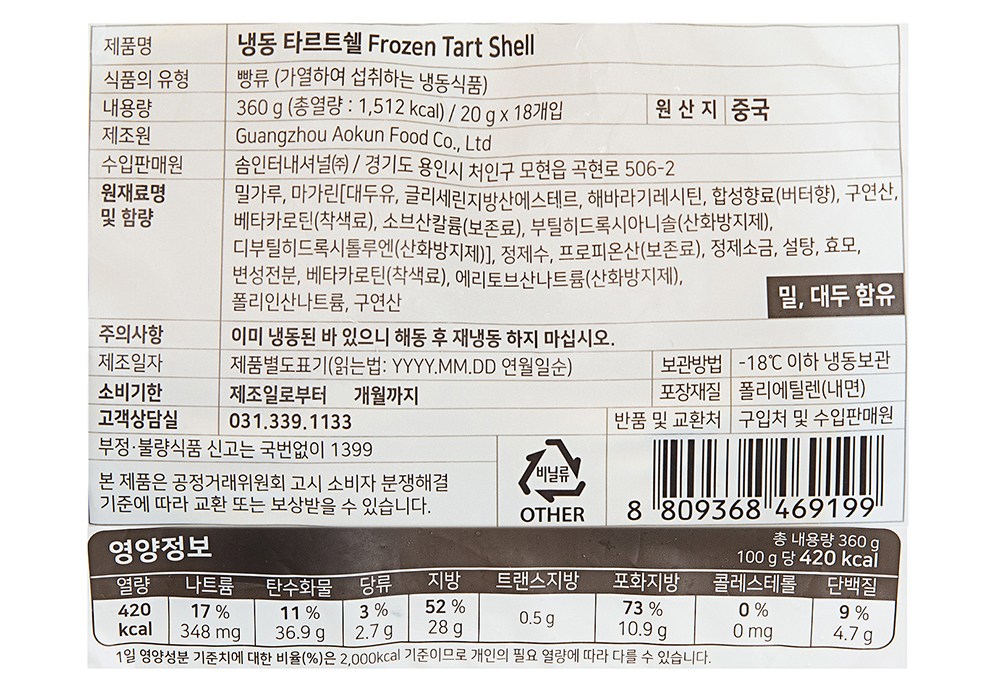 제품명 냉동 타르트쉘 Frozen Tart Shell
식품의 유형 빵류 (가열하여 섭취하는 냉동식품)
내용량 360 g (총열량 : 1,512 kcal) / 20 g x 18개입 원 산 지 중국
제조원 Guangzhou Aokun Food Co., Ltd
수입판매원 솜인터내셔널㈜ / 경기도 용인시 처인구 모현읍 곡현로 506-2
원재료명 밀가루, 마가린[대두유, 글리세린지방산에스테르, 해바라기레시틴, 합성향료(버터향), 구연산,
및 함량 베타카로틴(착색료), 소브산칼륨(보존료), 부틸히드록시아니솔(산화방지제),
디부틸히드록시톨루엔(산화방지제)], 정제수, 프로피온산(보존료), 정제소금, 설탕, 효모,
변성전분, 베타카로틴(착색료), 에리토브산나트륨(산화방지제),
폴리인산나트륨, 구연산
밀, 대두 함유
주의사항 이미 냉동된 바 있으니 해동 후 재냉동 하지 마십시오.
제조일자 제품별도표기(읽는법: YYYY.MM.DD 연월일순) 보관방법 -18℃ 이하 냉동보관
소비기한 제조일로부터 개월까지 포장재질 폴리에틸렌(내면)
고객상담실 031.339.1133 반품 및 교환처 구입처 및 수입판매원
부정·불량식품 신고는 국번없이 1399
본 제품은 공정거래위원회 고시 소비자 분쟁해결
기준에 따라 교환 또는 보상받을 수 있습니다.
비닐류
OTHER
8 809368 469199
영양정보 총 내용량 360 g
100 g 당 420 kcal
열량 나트륨 탄수화물 당류 지방 트랜스지방 포화지방 콜레스테롤 단백질
420 17 % 11 % 3 % 52 % 0.5 g 73 % 0 % 9 %
kcal 348 mg 36.9 g 2.7 g 28 g 10.9 g 0 mg 4.7 g
1일 영양성분 기준치에 대한 비율(%)은 2,000kcal 기준이므로 개인의 필요 열량에 따라 다를 수 있습니다.